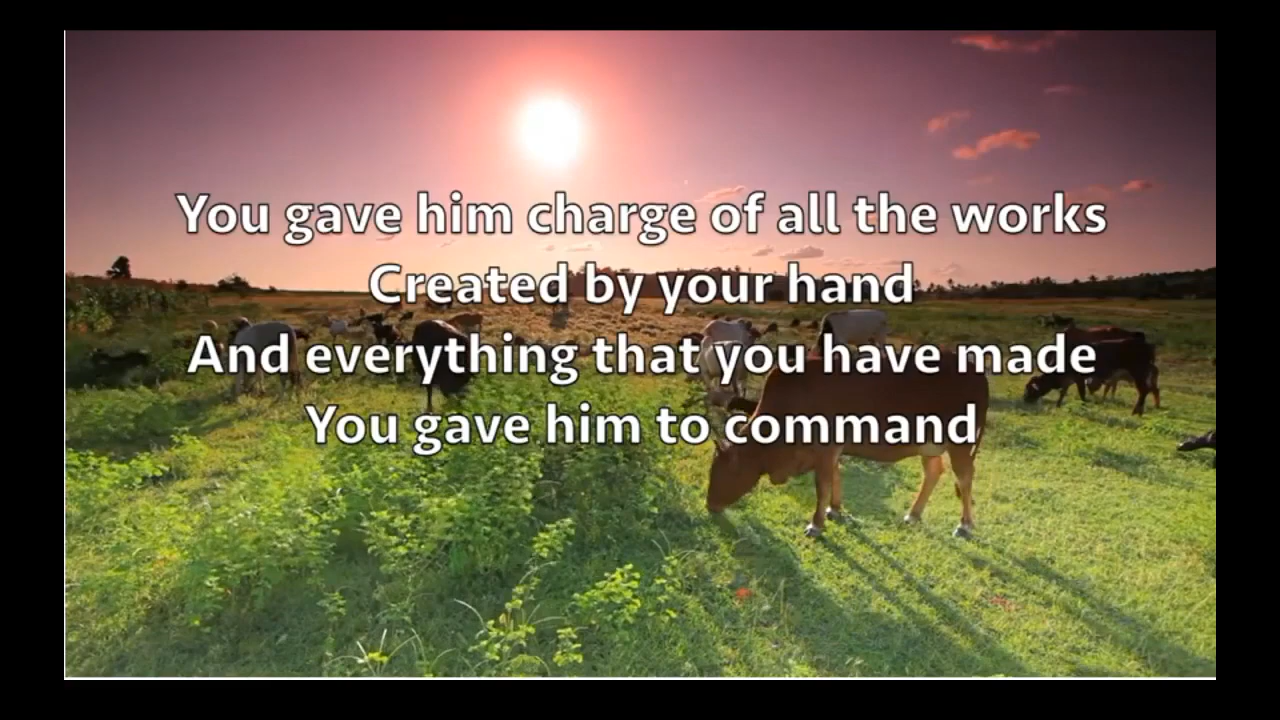 You gave him charge of all the works
Created by your hand
And everything that you have made
You gave him to command